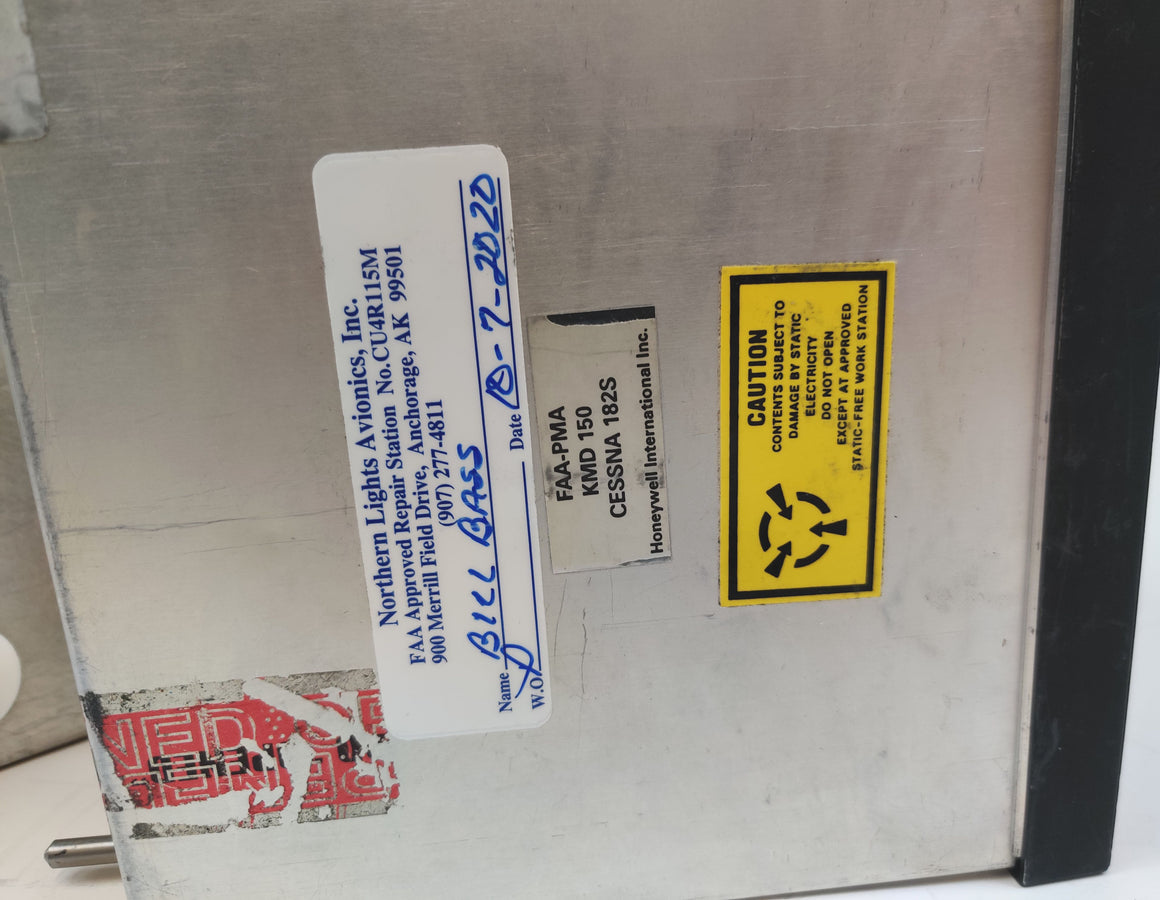 Northern Lights Avionics, Inc.
FAA Approved Repair Station No.CU4R115M
900 Merrill Field Drive, Anchorage, AK 99501
(907) 277-4811
Name BILL BASS
W.O. Date 10-7-2020
FAA-PMA
KMD 150
CESSNA 182S
Honeywell International Inc.
CAUTION
CONTENTS SUBJECT TO
DAMAGE BY STATIC
ELECTRICITY
DO NOT OPEN
EXCEPT AT APPROVED
STATIC-FREE WORK STATION